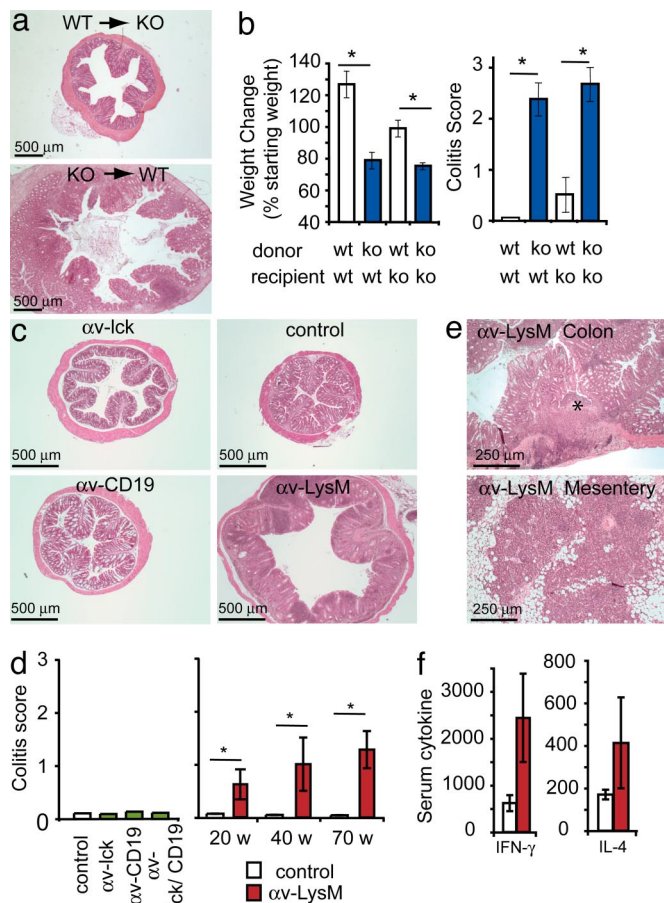 a
WT → KO
500 µm
KO → WT
500 µm
b
*
*
Weight Change
(% starting weight)
140
120
100
80
60
40
donor wt ko wt ko
recipient wt wt ko ko
*
*
Colitis Score
3
2
1
0
wt ko wt ko
wt wt ko ko
c
αv-lck
500 µm
control
500 µm
αv-CD19
500 µm
αv-LysM
500 µm
e
αv-LysM Colon
*
250 µm
αv-LysM Mesentery
250 µm
d
Colitis score
3
2
1
0
control
αv-lck
αv-CD19
αv-
ck/ CD19
*
*
*
20 w 40 w 70 w
control
αv-LysM
f
Serum cytokine
3000
2000
1000
0
IFN-γ
800
600
400
200
0
IL-4